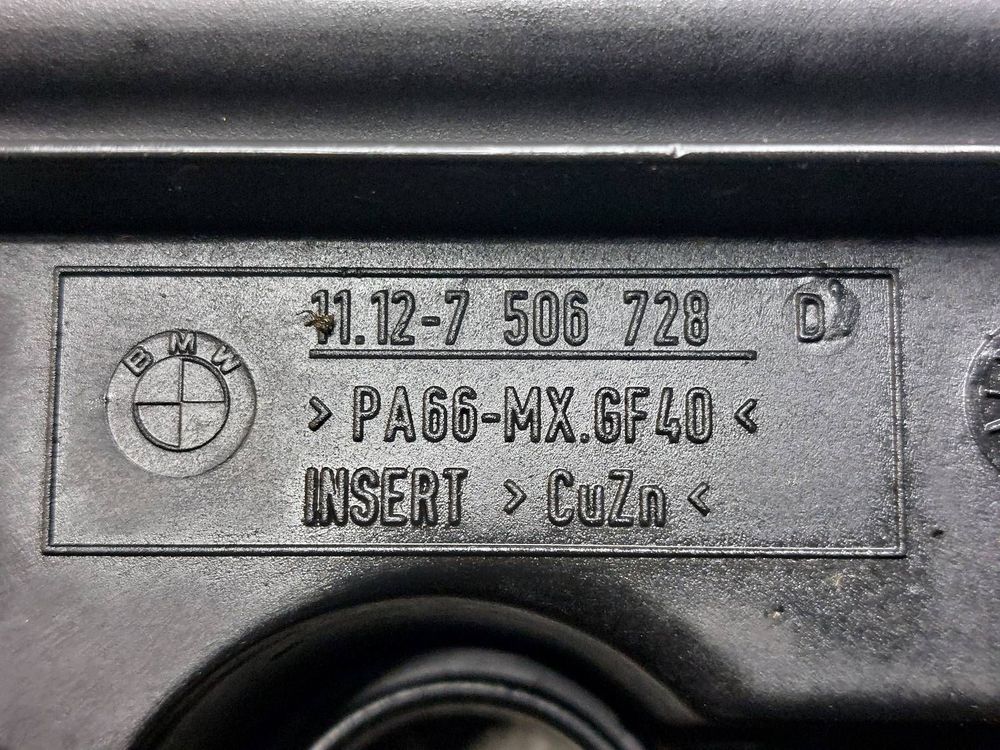 BMW
11.12-7 506 728 D
> PA66-MX.GF40 <
INSERT > CuZn <